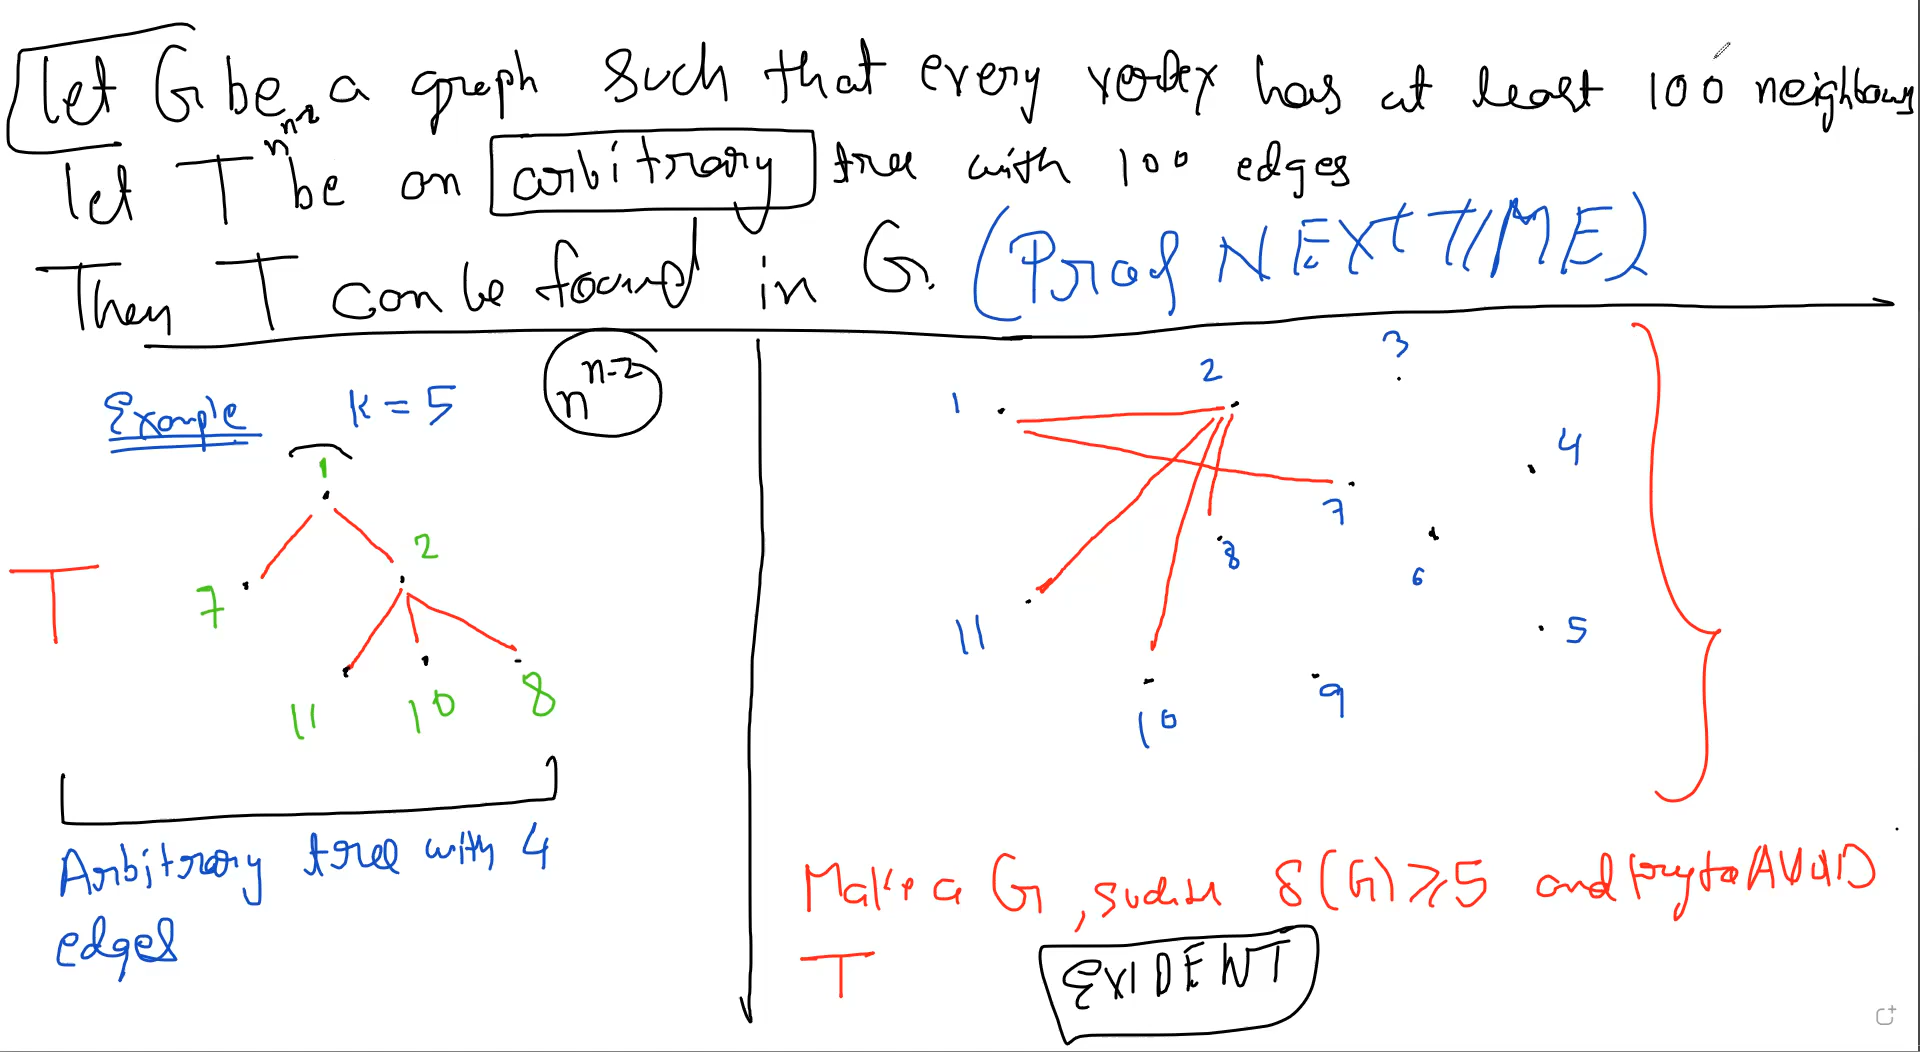 Let G be a graph such that every vertex has at least 100 neighbours
n^{n-2}
Let T be an arbitrary tree with 100 edges
Then T can be found in G. (Proof NEXT TIME)
Example k = 5
n^{n-2}
1
2
7
T
11 10 8
Arbitrary tree with 4
edges
3
2
1
4
7
8
6
11
5
9
10
Make a G, such δ(G) ⩾ 5 and try to AVOID
T
EVIDENT